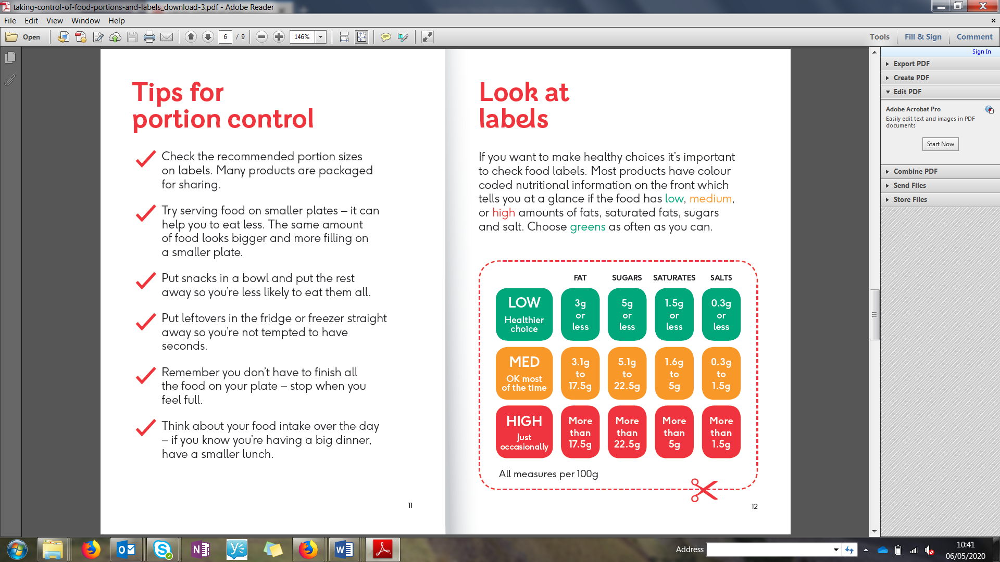 taking-control-of-food-portions-and-labels_download-3.pdf - Adobe Reader
File Edit View Window Help
Open
6 / 9
146%
Tools Fill & Sign Comment
Sign In
Export PDF
Create PDF
Edit PDF
Adobe Acrobat Pro
Easily edit text and images in PDF
documents
Start Now
Combine PDF
Send Files
Store Files
Tips for
portion control
Check the recommended portion sizes
on labels. Many products are packaged
for sharing.
Try serving food on smaller plates – it can
help you to eat less. The same amount
of food looks bigger and more filling on
a smaller plate.
Put snacks in a bowl and put the rest
away so you’re less likely to eat them all.
Put leftovers in the fridge or freezer straight
away so you’re not tempted to have
seconds.
Remember you don’t have to finish all
the food on your plate – stop when you
feel full.
Think about your food intake over the day
– if you know you’re having a big dinner,
have a smaller lunch.
11
Look at
labels
If you want to make healthy choices it’s important
to check food labels. Most products have colour
coded nutritional information on the front which
tells you at a glance if the food has low, medium,
or high amounts of fats, saturated fats, sugars
and salt. Choose greens as often as you can.
FAT SUGARS SATURATES SALTS
LOW
Healthier
choice
3g
or
less
5g
or
less
1.5g
or
less
0.3g
or
less
MED
OK most
of the time
3.1g
to
17.5g
5.1g
to
22.5g
1.6g
to
5g
0.3g
to
1.5g
HIGH
Just
occasionally
More
than
17.5g
More
than
22.5g
More
than
5g
More
than
1.5g
All measures per 100g
12
Address
10:41
06/05/2020